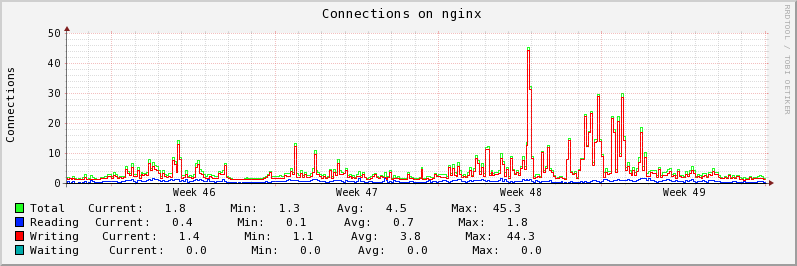 Connections on nginx
RRDTOOL / TOBI OETIKER
Connections
50
40
30
20
10
0
Week 46 Week 47 Week 48 Week 49
Total Current: 1.8 Min: 1.3 Avg: 4.5 Max: 45.3
Reading Current: 0.4 Min: 0.1 Avg: 0.7 Max: 1.8
Writing Current: 1.4 Min: 1.1 Avg: 3.8 Max: 44.3
Waiting Current: 0.0 Min: 0.0 Avg: 0.0 Max: 0.0